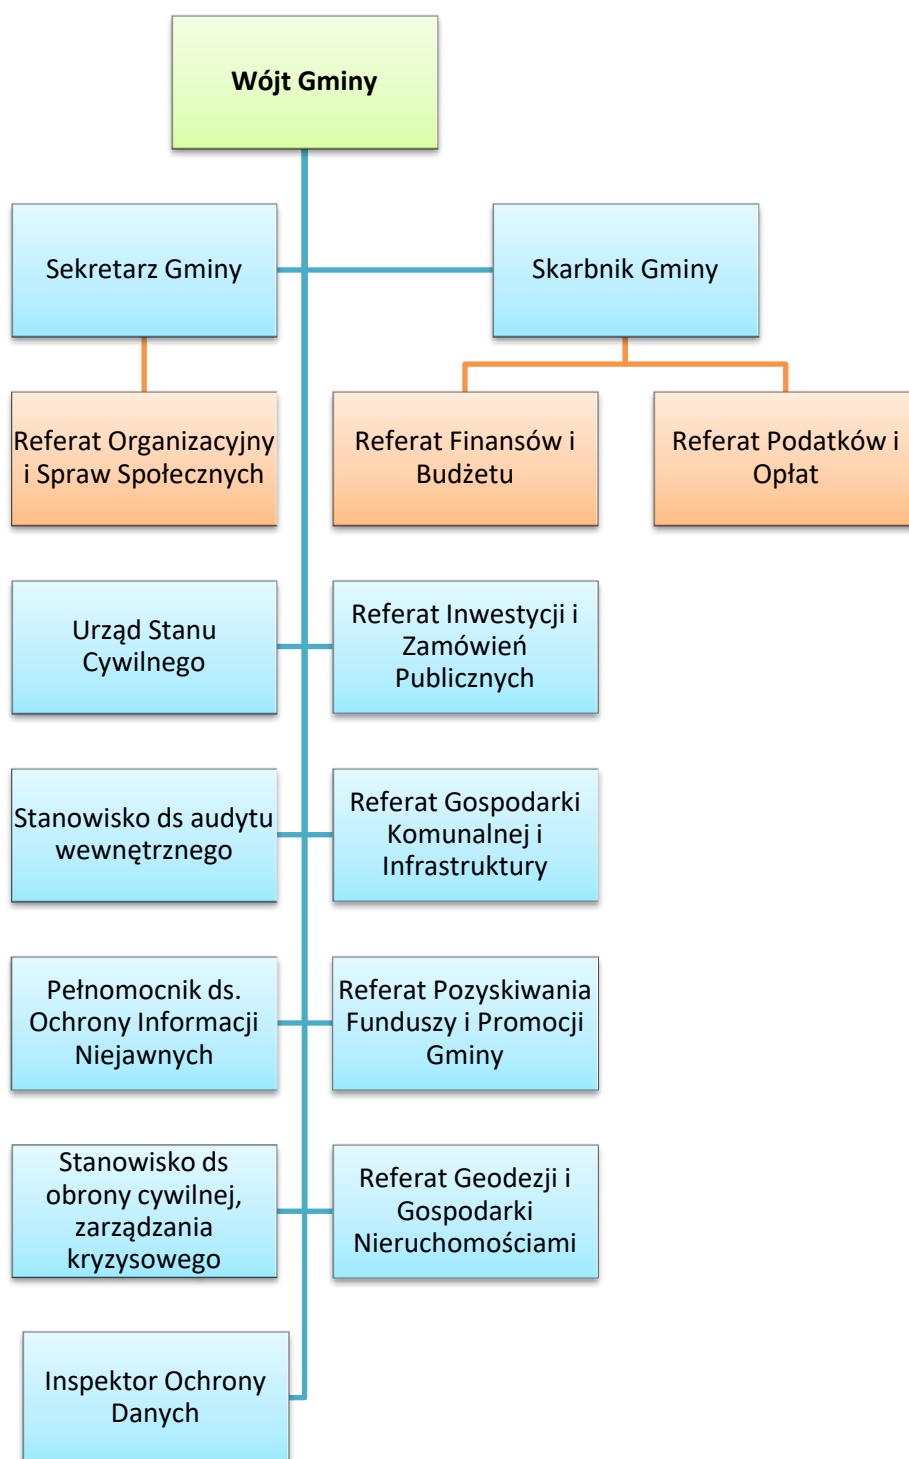 Wójt Gminy
Sekretarz Gminy
Skarbnik Gminy
Referat Organizacyjny
i Spraw Społecznych
Referat Finansów i
Budżetu
Referat Podatków i
Opłat
Urząd Stanu
Cywilnego
Referat Inwestycji i
Zamówień
Publicznych
Stanowisko ds audytu
wewnętrznego
Referat Gospodarki
Komunalnej i
Infrastruktury
Pełnomocnik ds.
Ochrony Informacji
Niejawnych
Referat Pozyskiwania
Funduszy i Promocji
Gminy
Stanowisko ds
obrony cywilnej,
zarządzania
kryzysowego
Referat Geodezji i
Gospodarki
Nieruchomościami
Inspektor Ochrony
Danych